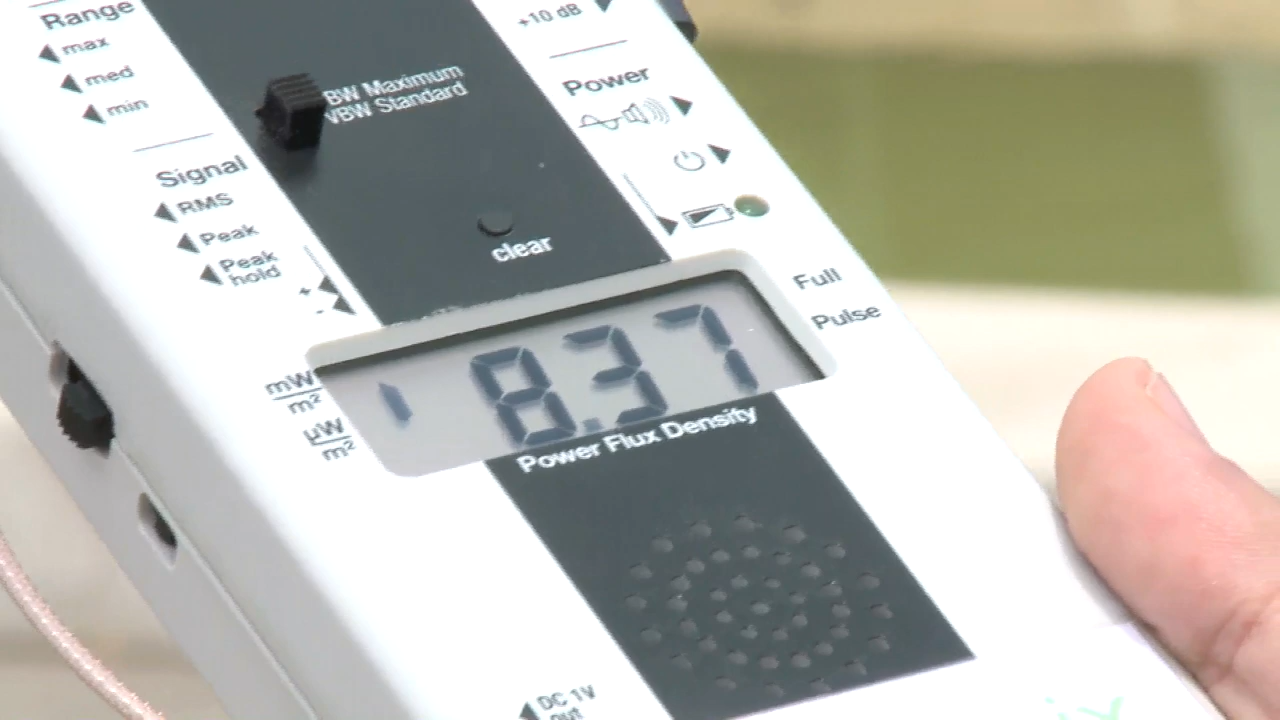 Range
max
med
min
BW Maximum
VBW Standard
+10 dB
Power
Signal
RMS
Peak
Peak
hold
+
-
clear
Full
Pulse
mW
m²
µW
m²
8.37
Power Flux Density
DC 1V
out